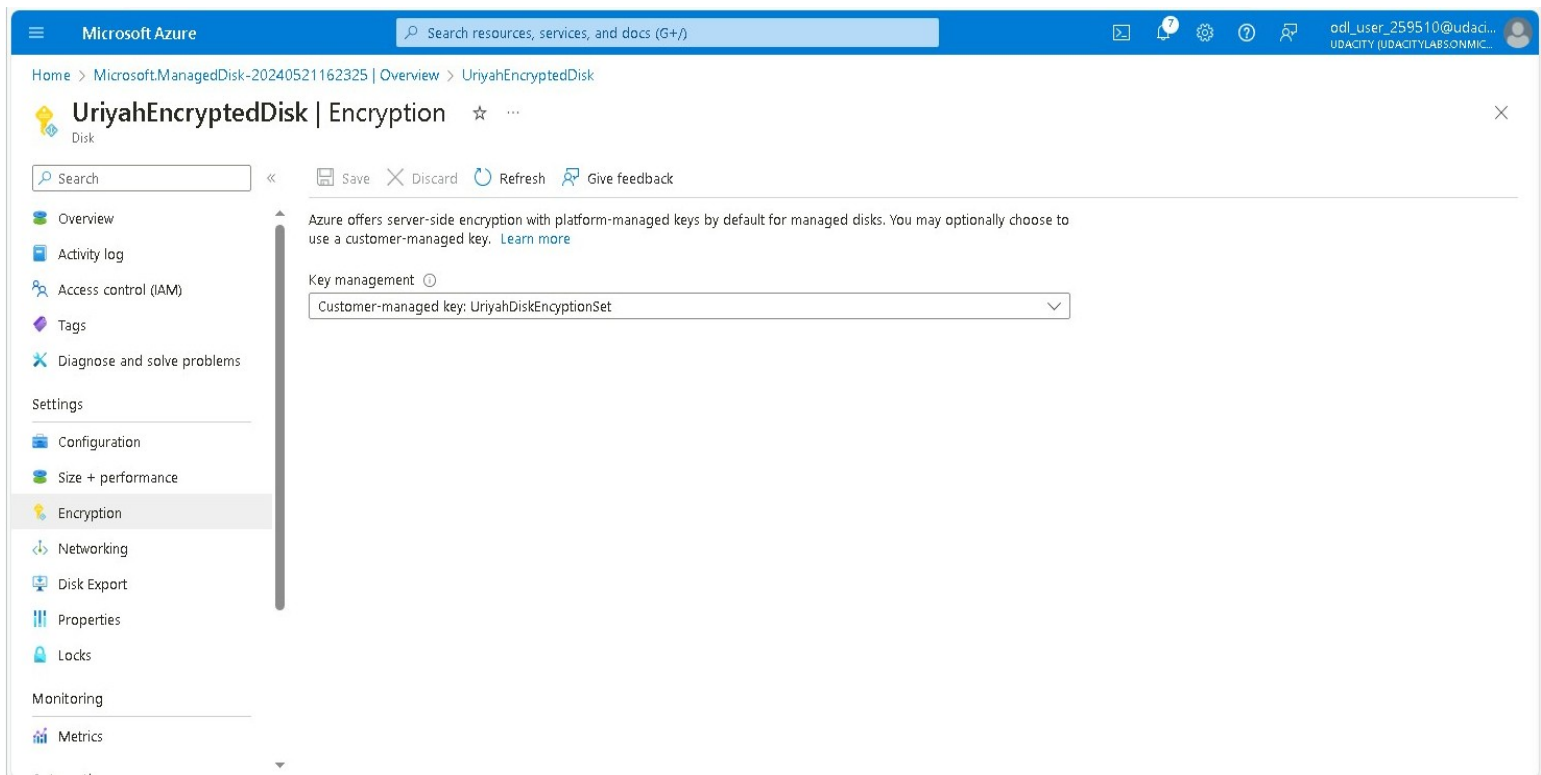 Microsoft Azure
Search resources, services, and docs (G+/)
7
odl_user_259510@udaci...
UDACITY (UDACITYLABS.ONMIC...
Home > Microsoft.ManagedDisk-20240521162325 | Overview > UriyahEncryptedDisk
UriyahEncryptedDisk | Encryption
Disk
Search
Save
Discard
Refresh
Give feedback
Overview
Activity log
Access control (IAM)
Tags
Diagnose and solve problems
Settings
Configuration
Size + performance
Encryption
Networking
Disk Export
Properties
Locks
Monitoring
Metrics
Azure offers server-side encryption with platform-managed keys by default for managed disks. You may optionally choose to
use a customer-managed key. Learn more
Key management
Customer-managed key: UriyahDiskEncyptionSet